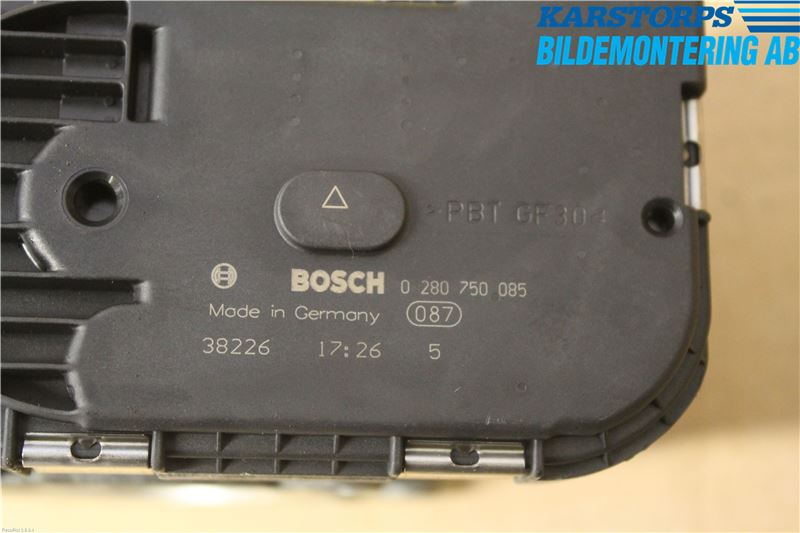 KARSTORPS
BILDEMONTERING AB
>PBT GF30<
BOSCH 0 280 750 085
Made in Germany 087
38226 17:26 5